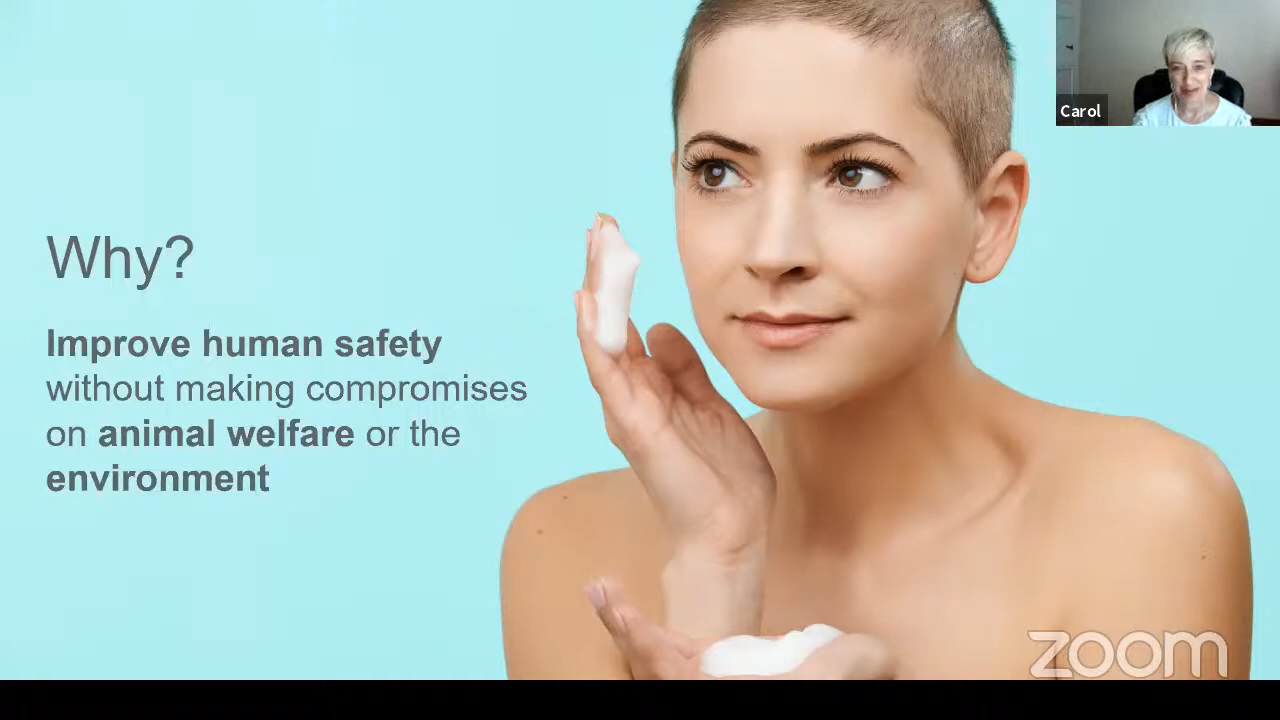 Carol
Why?
Improve human safety
without making compromises
on animal welfare or the
environment
zoom